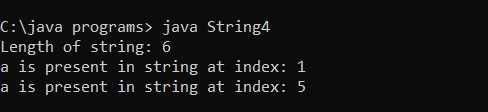 C:\java programs> java String4
Length of string: 6
a is present in string at index: 1
a is present in string at index: 5